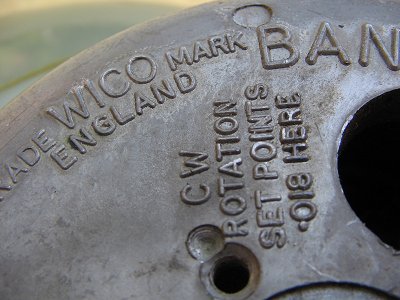 TRADE WICO MARK
ENGLAND
BAN
CW
ROTATION
SET POINTS
.018 HERE